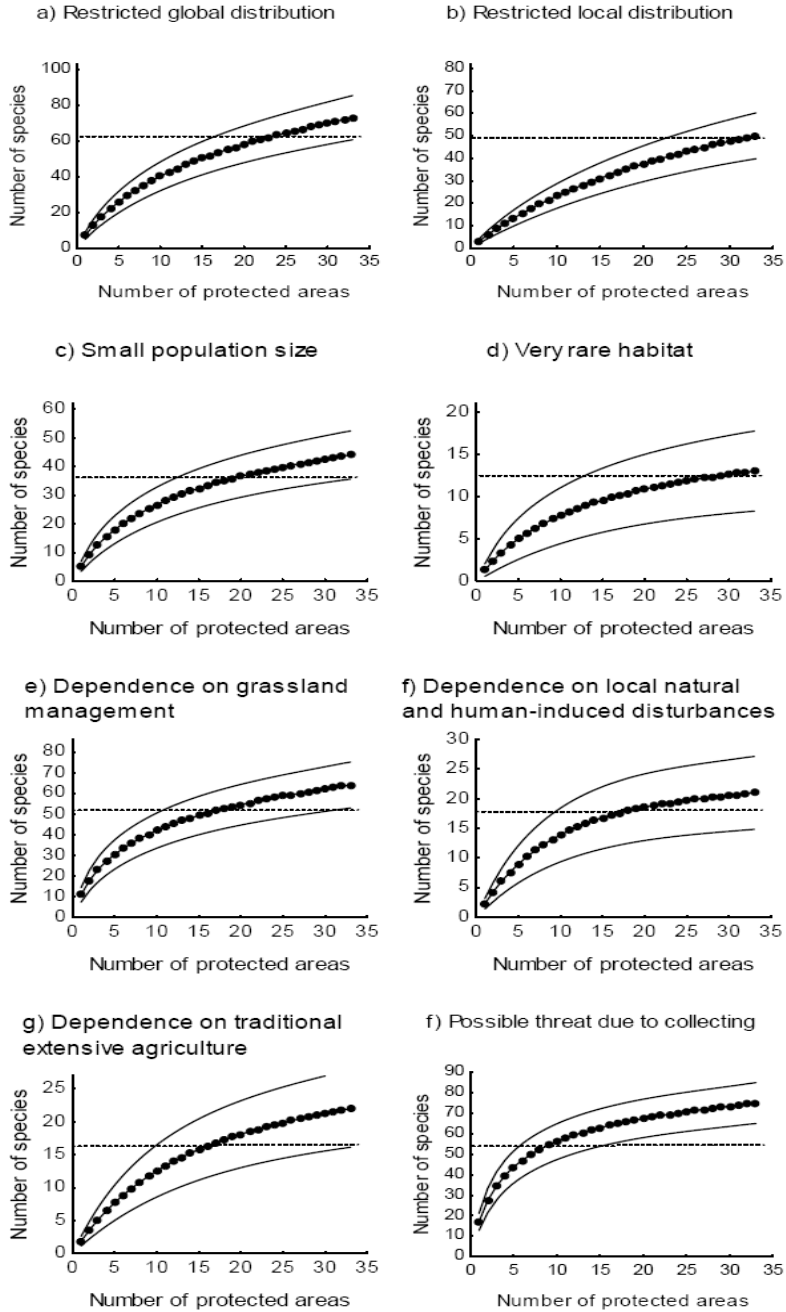 a) Restricted global distribution
Number of species
100
80
60
40
20
0
0 5 10 15 20 25 30 35
Number of protected areas
b) Restricted local distribution
Number of species
80
70
60
50
40
30
20
10
0
0 5 10 15 20 25 30 35
Number of protected areas
c) Small population size
Number of species
60
50
40
30
20
10
0
0 5 10 15 20 25 30 35
Number of protected areas
d) Very rare habitat
Number of species
20
15
10
5
0
0 5 10 15 20 25 30 35
Number of protected areas
e) Dependence on grassland
management
Number of species
80
70
60
50
40
30
20
10
0
0 5 10 15 20 25 30 35
Number of protected areas
f) Dependence on local natural
and human-induced disturbances
Number of species
30
25
20
15
10
5
0
0 5 10 15 20 25 30 35
Number of protected areas
g) Dependence on traditional
extensive agriculture
Number of species
25
20
15
10
5
0
0 5 10 15 20 25 30 35
Number of protected areas
f) Possible threat due to collecting
Number of species
90
80
70
60
50
40
30
20
10
0
0 5 10 15 20 25 30 35
Number of protected areas